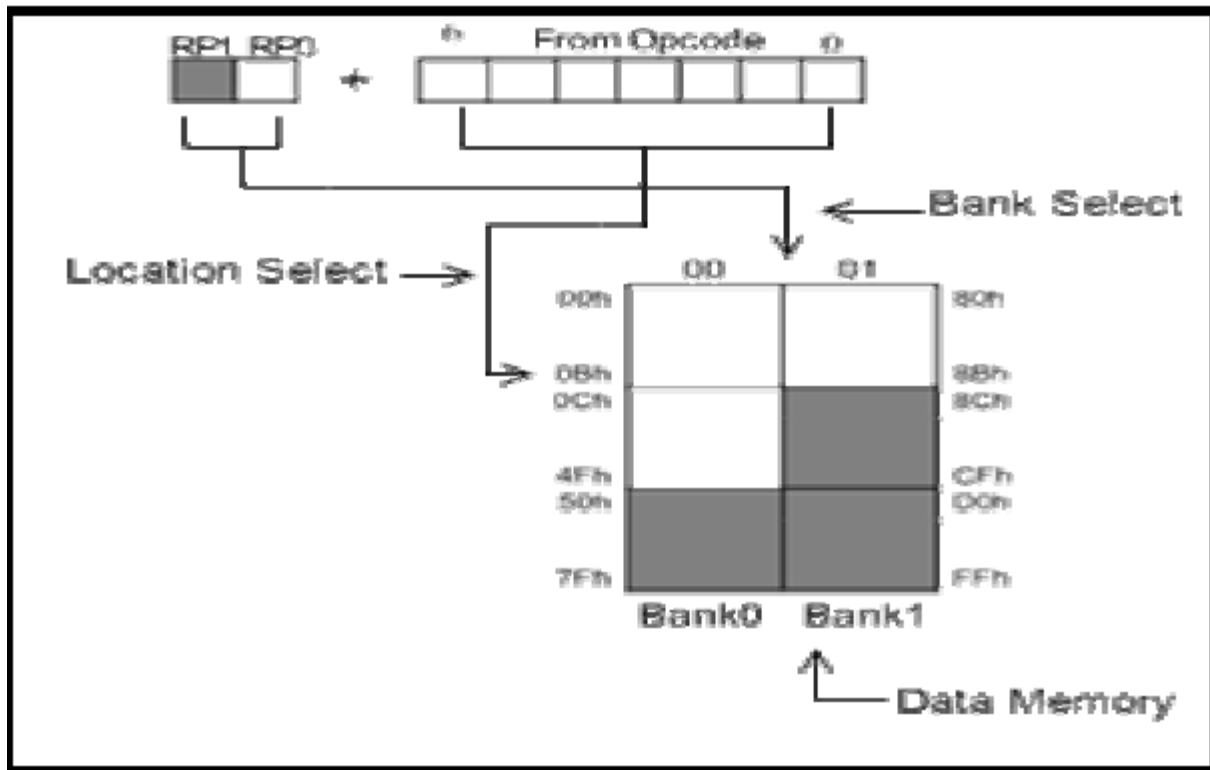 RP1 RP0
6 From Opcode 0
+
Bank Select
Location Select
00 01
00h 80h
0Bh 8Bh
0Ch 8Ch
4Fh CFh
50h D0h
7Fh FFh
Bank0 Bank1
Data Memory